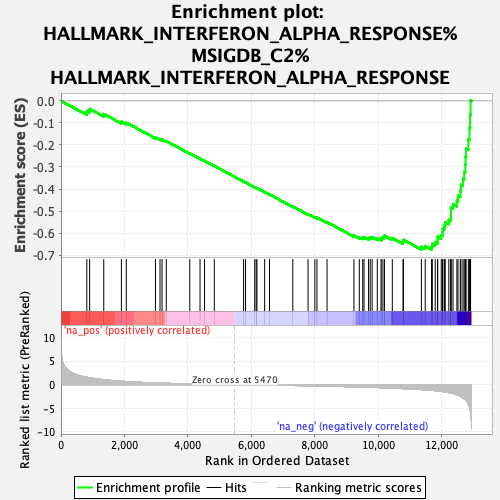 Enrichment plot:
HALLMARK_INTERFERON_ALPHA_RESPONSE%
MSIGDB_C2%
HALLMARK_INTERFERON_ALPHA_RESPONSE
Enrichment score (ES)
0.0
-0.1
-0.2
-0.3
-0.4
-0.5
-0.6
-0.7
'na_pos' (positively correlated)
Ranked list metric (PreRanked)
10
5
0
-5
-10
Zero cross at 5470
'na_neg' (negatively correlated)
0 2,000 4,000 6,000 8,000 10,000 12,000
Rank in Ordered Dataset
Enrichment profile Hits Ranking metric scores